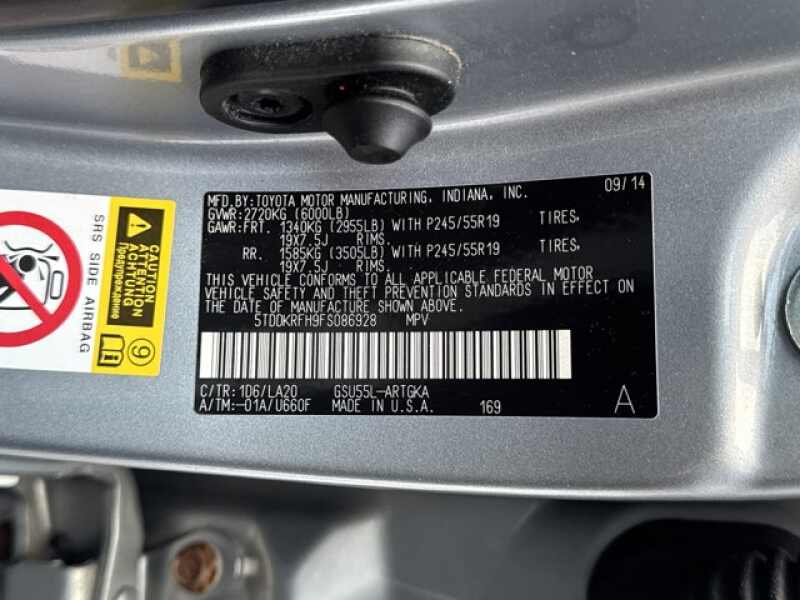 MFD.BY:TOYOTA MOTOR MANUFACTURING, INDIANA, INC. 09/14
GVWR:2720KG (6000LB)
GAWR:FRT. 1340KG (2955LB) WITH P245/55R19 TIRES,
19X7.5J RIMS.
RR. 1585KG (3505LB) WITH P245/55R19 TIRES,
19X7.5J RIMS.
THIS VEHICLE CONFORMS TO ALL APPLICABLE FEDERAL MOTOR
VEHICLE SAFETY AND THEFT PREVENTION STANDARDS IN EFFECT ON
THE DATE OF MANUFACTURE SHOWN ABOVE.
5TDDKRFH9FS086928 MPV
C/TR:1D6/LA20 GSU55L-ARTGKA
A/TM:-01A/U660F MADE IN U.S.A. 169 A
SRS SIDE AIRBAG
CAUTION
ATTENTION
ACHTUNG
Предупреждение
i
9